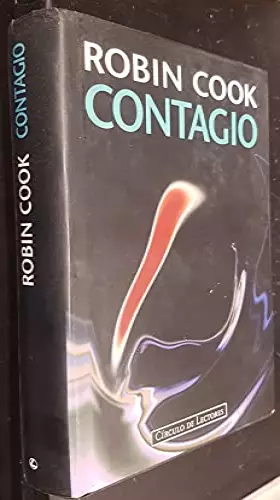 ROBIN COOK
CONTAGIO
CÍRCULO DE LECTORES
ROBIN COOK CONTAGIO